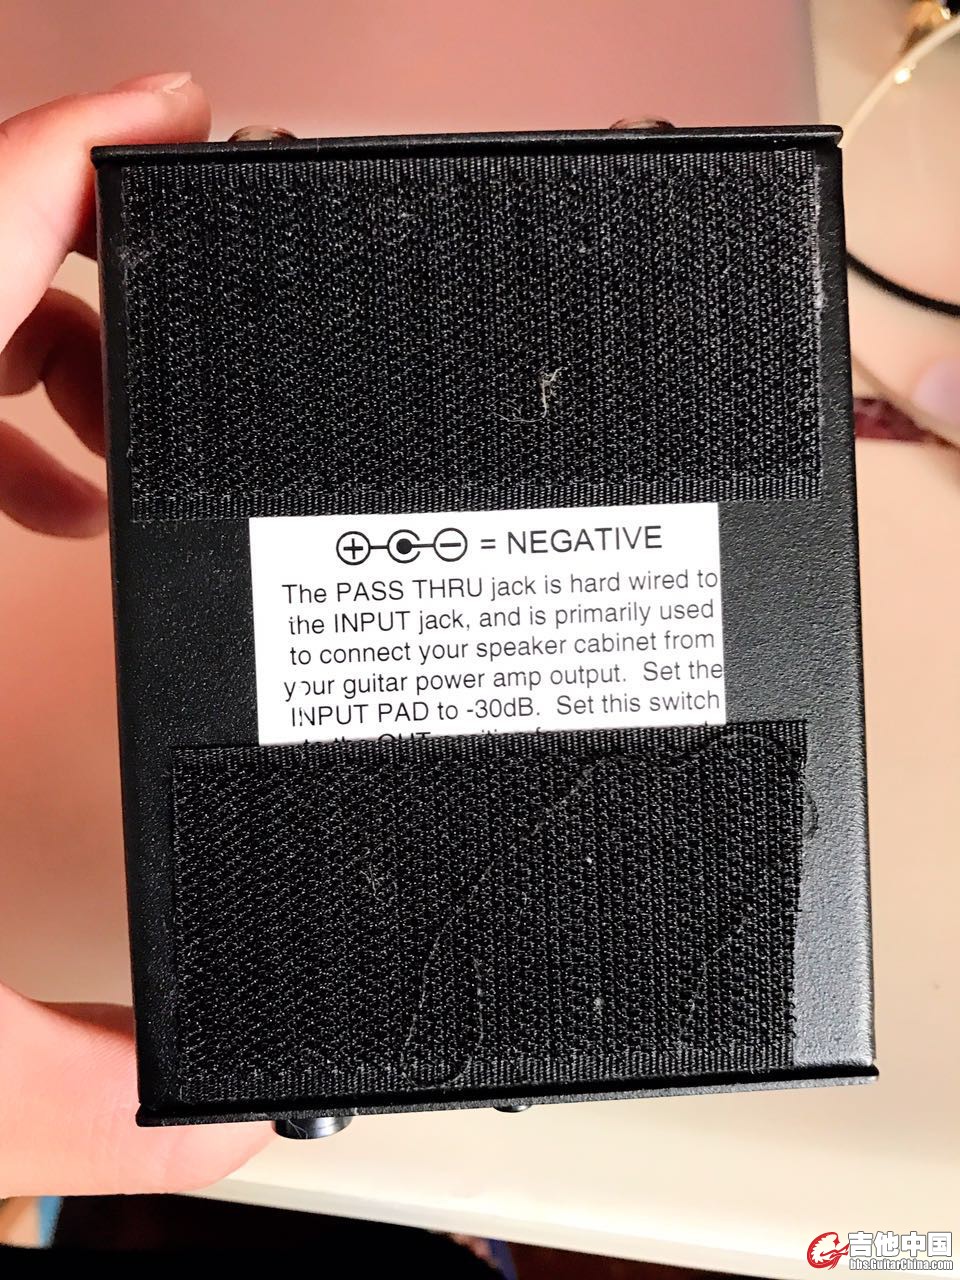 = NEGATIVE
The PASS THRU jack is hard wired to
the INPUT jack, and is primarily used
to connect your speaker cabinet from
your guitar power amp output. Set the
INPUT PAD to -30dB. Set this switch
the OUT
吉他中国
bbs.GuitarChina.com